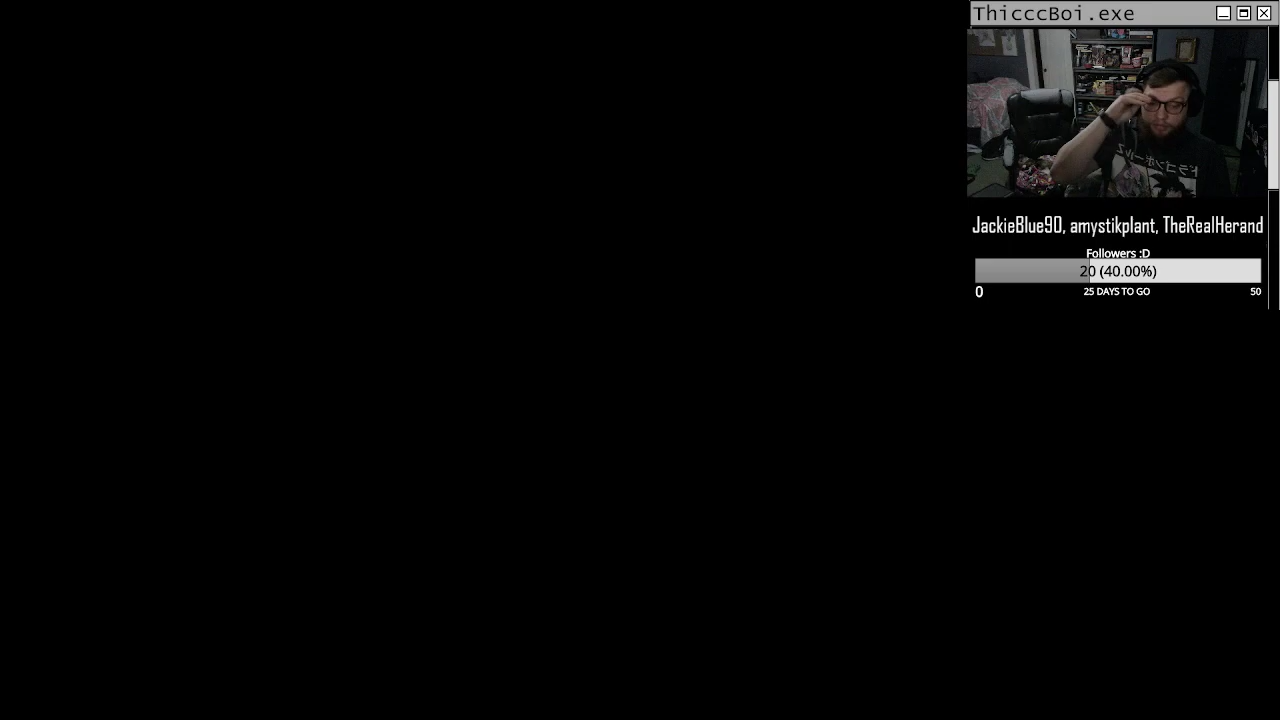 ThicccBoi.exe
JackieBlue90, amystikplant, TheRealHerand
Followers :D
20 (40.00%)
0 25 DAYS TO GO 50